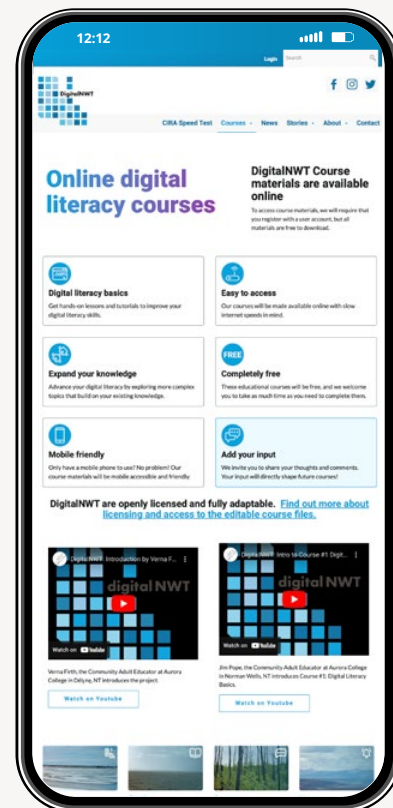 12:12
Login Search
DigitalNWT
CIRA Speed Test Courses News Stories About Contact
Online digital
literacy courses
DigitalNWT Course
materials are available
online
To access course materials, we will require that
you register with a user account, but all
materials are free to download.
Digital literacy basics
Get hands-on lessons and tutorials to improve your
digital literacy skills.
Easy to access
Our courses will be made available online with slow
internet speeds in mind.
Expand your knowledge
Advance your digital literacy by exploring more complex
topics that build on your existing knowledge.
FREE
Completely free
These educational courses will be free, and we welcome
you to take as much time as you need to complete them.
Mobile friendly
Only have a mobile phone to use? No problem! Our
course materials will be mobile accessible and friendly
Add your input
We invite you to share your thoughts and comments.
Your input will directly shape future courses!
DigitalNWT are openly licensed and fully adaptable. Find out more about
licensing and access to the editable course files.
DigitalNWT: Introduction by Verna F...
digital NWT
Watch on YouTube
Verna Firth, the Community Adult Educator at Aurora
College in Délįne, NT introduces the project.
Watch on Youtube
DigitalNWT: Intro to Course #1 Digit...
digital NWT
Watch on YouTube
Jim Pope, the Community Adult Educator at Aurora College
in Norman Wells, NT introduces Course #1: Digital Literacy
Basics.
Watch on Youtube